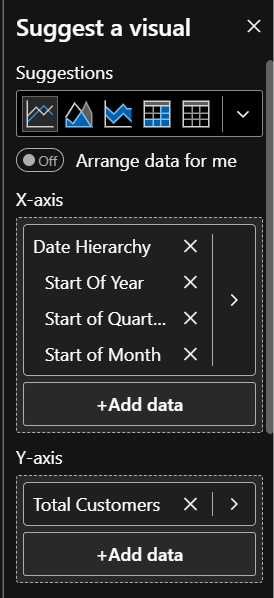 Suggest a visual
Suggestions
Off Arrange data for me
X-axis
Date Hierarchy
Start Of Year
Start of Quart...
Start of Month
+Add data
Y-axis
Total Customers
+Add data